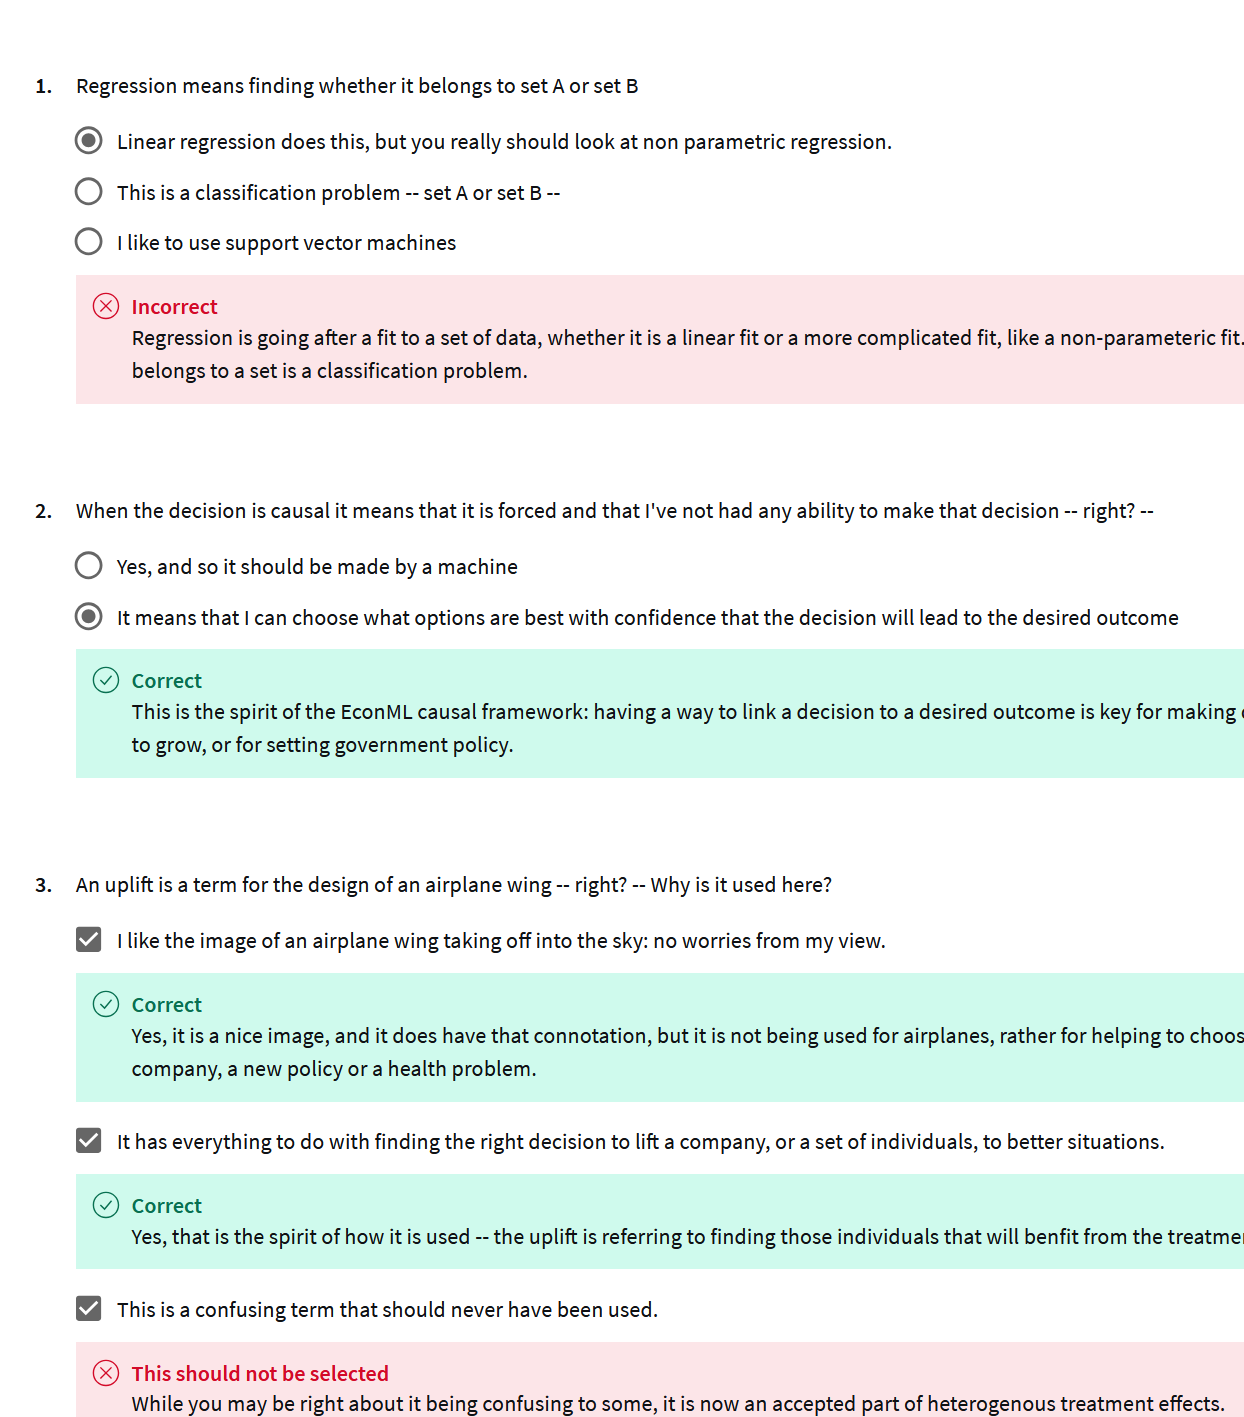 1. Regression means finding whether it belongs to set A or set B
Linear regression does this, but you really should look at non parametric regression.
This is a classification problem -- set A or set B --
I like to use support vector machines
Incorrect
Regression is going after a fit to a set of data, whether it is a linear fit or a more complicated fit, like a non-parameteric fit.
belongs to a set is a classification problem.
2. When the decision is causal it means that it is forced and that I've not had any ability to make that decision -- right? --
Yes, and so it should be made by a machine
It means that I can choose what options are best with confidence that the decision will lead to the desired outcome
Correct
This is the spirit of the EconML causal framework: having a way to link a decision to a desired outcome is key for making
to grow, or for setting government policy.
3. An uplift is a term for the design of an airplane wing -- right? -- Why is it used here?
I like the image of an airplane wing taking off into the sky: no worries from my view.
Correct
Yes, it is a nice image, and it does have that connotation, but it is not being used for airplanes, rather for helping to choos
company, a new policy or a health problem.
It has everything to do with finding the right decision to lift a company, or a set of individuals, to better situations.
Correct
Yes, that is the spirit of how it is used -- the uplift is referring to finding those individuals that will benfit from the treatme
This is a confusing term that should never have been used.
This should not be selected
While you may be right about it being confusing to some, it is now an accepted part of heterogenous treatment effects.